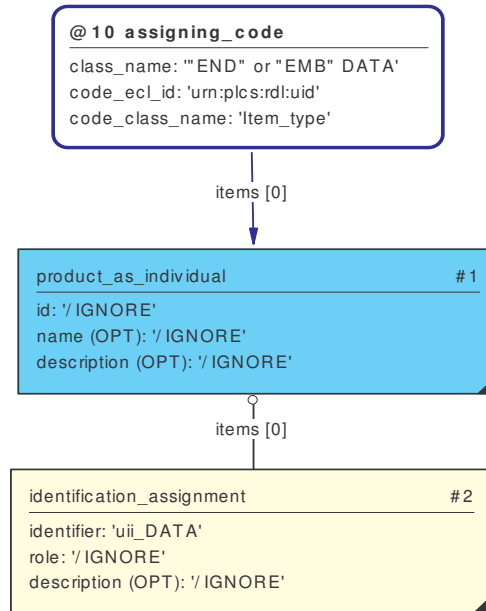 @10 assigning_code
class_name: '"END" or "EMB" DATA'
code_ecl_id: 'urn:plcs:rdl:uid'
code_class_name: 'Item_type'
items [0]
product_as_individual #1
id: '/IGNORE'
name (OPT): '/IGNORE'
description (OPT): '/IGNORE'
items [0]
identification_assignment #2
identifier: 'uii_DATA'
role: '/IGNORE'
description (OPT): '/IGNORE'